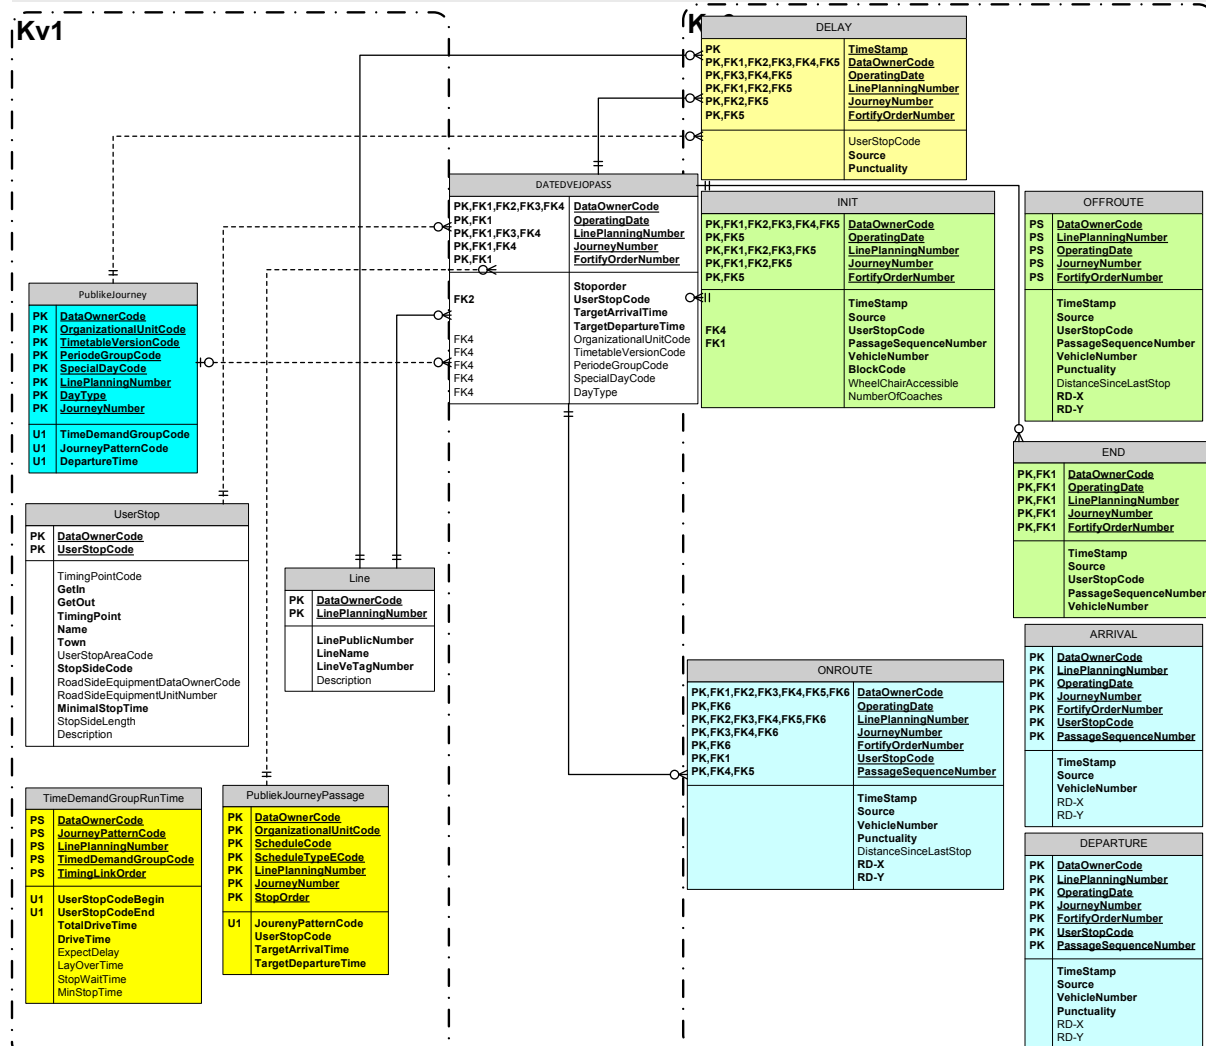 Kv1
K
DELAY
PK TimeStamp
PK,FK1,FK2,FK3,FK4,FK5 DataOwnerCode
PK,FK3,FK4,FK5 OperatingDate
PK,FK1,FK2,FK5 LinePlanningNumber
PK,FK2,FK5 JourneyNumber
PK,FK5 FortifyOrderNumber
UserStopCode
Source
Punctuality
DATEDVEJOPASS
PK,FK1,FK2,FK3,FK4 DataOwnerCode
PK,FK1 OperatingDate
PK,FK1,FK3,FK4 LinePlanningNumber
PK,FK1,FK4 JourneyNumber
PK,FK1 FortifyOrderNumber
Stoporder
FK2 UserStopCode
TargetArrivalTime
TargetDepartureTime
FK4 OrganizationalUnitCode
FK4 TimetableVersionCode
FK4 PeriodeGroupCode
FK4 SpecialDayCode
FK4 DayType
INIT
PK,FK1,FK2,FK3,FK4,FK5 DataOwnerCode
PK,FK5 OperatingDate
PK,FK1,FK2,FK3,FK5 LinePlanningNumber
PK,FK1,FK2,FK5 JourneyNumber
PK,FK5 FortifyOrderNumber
TimeStamp
Source
FK4 UserStopCode
FK1 PassageSequenceNumber
VehicleNumber
BlockCode
WheelChairAccessible
NumberOfCoaches
OFFROUTE
PS DataOwnerCode
PS LinePlanningNumber
PS OperatingDate
PS JourneyNumber
PS FortifyOrderNumber
TimeStamp
Source
UserStopCode
PassageSequenceNumber
VehicleNumber
Punctuality
DistanceSinceLastStop
RD-X
RD-Y
PublikeJourney
PK DataOwnerCode
PK OrganizationalUnitCode
PK TimetableVersionCode
PK PeriodeGroupCode
PK SpecialDayCode
PK LinePlanningNumber
PK DayType
PK JourneyNumber
U1 TimeDemandGroupCode
U1 JourneyPatternCode
U1 DepartureTime
END
PK,FK1 DataOwnerCode
PK,FK1 OperatingDate
PK,FK1 LinePlanningNumber
PK,FK1 JourneyNumber
PK,FK1 FortifyOrderNumber
TimeStamp
Source
UserStopCode
PassageSequenceNumber
VehicleNumber
UserStop
PK DataOwnerCode
PK UserStopCode
TimingPointCode
GetIn
GetOut
TimingPoint
Name
Town
UserStopAreaCode
StopSideCode
RoadSideEquipmentDataOwnerCode
RoadSideEquipmentUnitNumber
MinimalStopTime
StopSideLength
Description
Line
PK DataOwnerCode
PK LinePlanningNumber
LinePublicNumber
LineName
LineVeTagNumber
Description
ARRIVAL
PK DataOwnerCode
PK LinePlanningNumber
PK OperatingDate
PK JourneyNumber
PK FortifyOrderNumber
PK UserStopCode
PK PassageSequenceNumber
TimeStamp
Source
VehicleNumber
RD-X
RD-Y
ONROUTE
PK,FK1,FK2,FK3,FK4,FK5,FK6 DataOwnerCode
PK,FK6 OperatingDate
PK,FK2,FK3,FK4,FK5,FK6 LinePlanningNumber
PK,FK3,FK4,FK6 JourneyNumber
PK,FK6 FortifyOrderNumber
PK,FK1 UserStopCode
PK,FK4,FK5 PassageSequenceNumber
TimeStamp
Source
VehicleNumber
Punctuality
DistanceSinceLastStop
RD-X
RD-Y
TimeDemandGroupRunTime
PS DataOwnerCode
PS JourneyPatternCode
PS LinePlanningNumber
PS TimedDemandGroupCode
PS TimingLinkOrder
U1 UserStopCodeBegin
U1 UserStopCodeEnd
TotalDriveTime
DriveTime
ExpectDelay
LayOverTime
StopWaitTime
MinStopTime
PubliekJourneyPassage
PK DataOwnerCode
PK OrganizationalUnitCode
PK ScheduleCode
PK ScheduleTypeECode
PK LinePlanningNumber
PK JourneyNumber
PK StopOrder
U1 JourenyPatternCode
UserStopCode
TargetArrivalTime
TargetDepartureTime
DEPARTURE
PK DataOwnerCode
PK LinePlanningNumber
PK OperatingDate
PK JourneyNumber
PK FortifyOrderNumber
PK UserStopCode
PK PassageSequenceNumber
TimeStamp
Source
VehicleNumber
Punctuality
RD-X
RD-Y